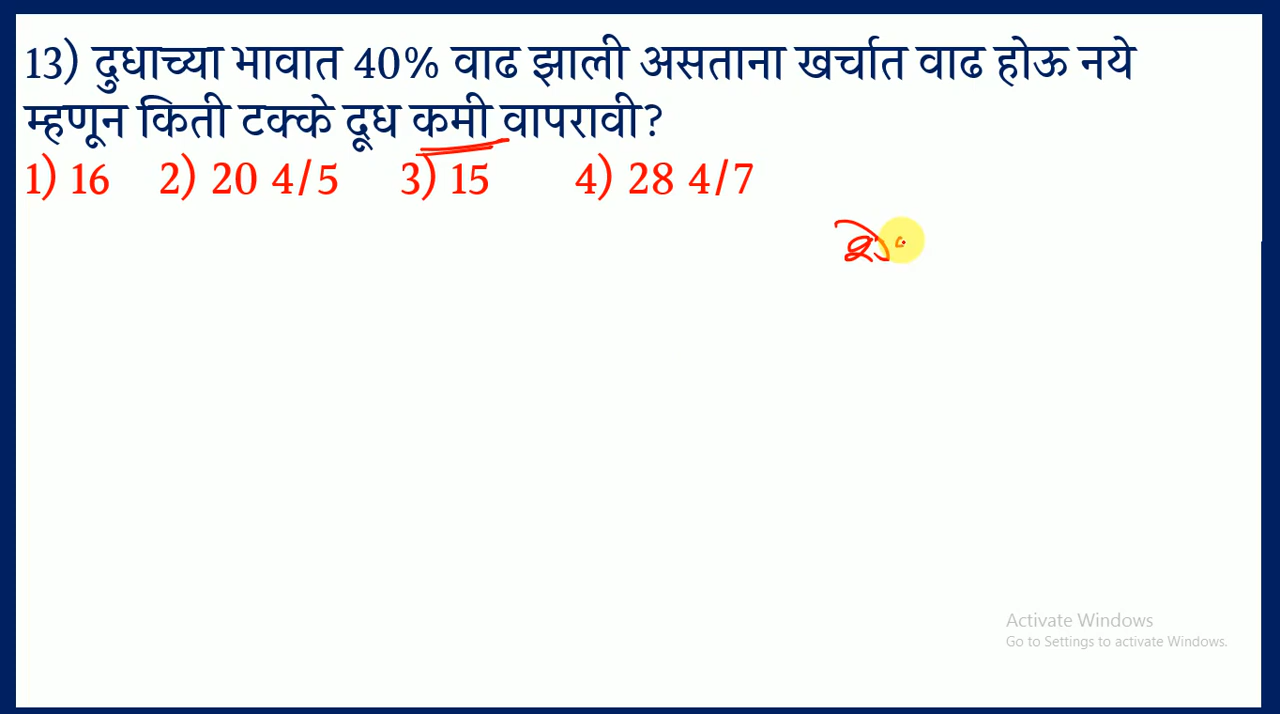 13) दुधाच्या भावात 40% वाढ झाली असताना खर्चात वाढ होऊ नये
म्हणून किती टक्के दूध कमी वापरावी?
1) 16 2) 20 4/5 3) 15 4) 28 4/7
Activate Windows
Go to Settings to activate Windows.